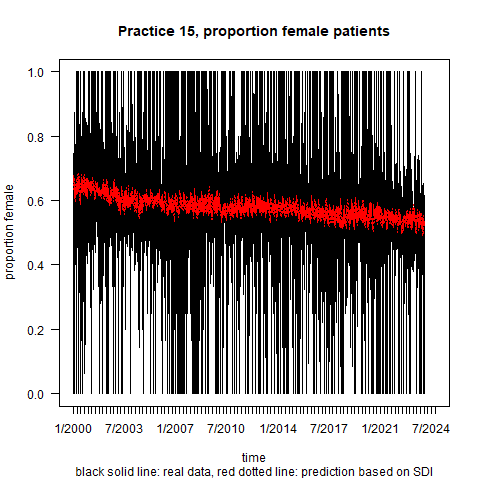 Practice 15, proportion female patients
proportion female
1.0
0.8
0.6
0.4
0.2
0.0
1/2000 7/2003 1/2007 7/2010 1/2014 7/2017 1/2021 7/2024
time
black solid line: real data, red dotted line: prediction based on SDI